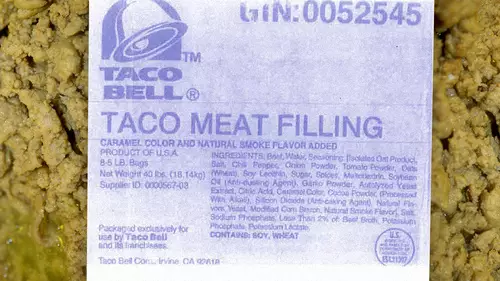 GTIN:0052545
TM
TACO
BELL®
TACO MEAT FILLING
CARAMEL COLOR AND NATURAL SMOKE FLAVOR ADDED
PRODUCT OF U.S.A.
8-5 LB. Bags
Net Weight 40 lbs. (18.14kg)
Supplier ID: 0000567-03
INGREDIENTS: Beef, Water, Seasoning: [Isolated Oat Product,
Salt, Chili Pepper, Onion Powder, Tomato Powder, Oats
(Wheat), Soy Lecithin, Sugar, Spices, Maltodextrin, Soybean
Oil (Anti-dusting Agent), Garlic Powder, Autolyzed Yeast
Extract, Citric Acid, Caramel Color, Cocoa Powder (Processed
With Alkali), Silicon Dioxide (Anti-caking Agent), Natural Fla-
vors, Yeast, Modified Corn Starch, Natural Smoke Flavor], Salt,
Sodium Phosphate, Less Than 2% of: Beef Broth, Potassium
Phosphate, Potassium Lactate.
CONTAINS: SOY, WHEAT
Packaged exclusively for
use by Taco Bell
and its franchisees.
Taco Bell Corp., Irvine, CA 92618
U.S.